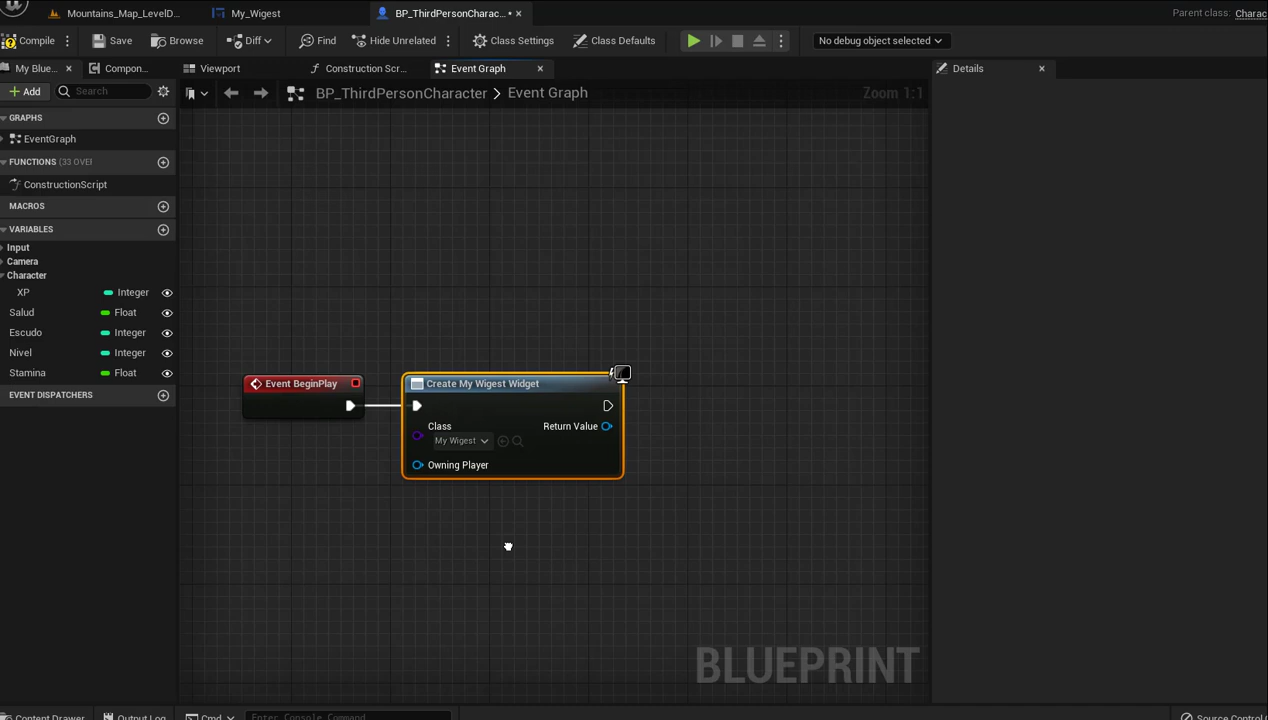 Mountains_Map_LevelD...
My_Wigest
BP_ThirdPersonCharac... •
Parent class: Charac
Compile
Save
Browse
Diff
Find
Hide Unrelated
Class Settings
Class Defaults
No debug object selected
My Blue...
Compon...
Viewport
Construction Scr...
Event Graph
Details
Add
Search
BP_ThirdPersonCharacter > Event Graph
Zoom 1:1
GRAPHS
EventGraph
FUNCTIONS (33 OVER
ConstructionScript
MACROS
VARIABLES
Input
Camera
Character
XP Integer
Salud Float
Escudo Integer
Nivel Integer
Stamina Float
EVENT DISPATCHERS
Event BeginPlay
Create My Wigest Widget
Class
My Wigest
Return Value
Owning Player
BLUEPRINT
Content Drawer
Output Log
Cmd
Enter Console Command
Source Control